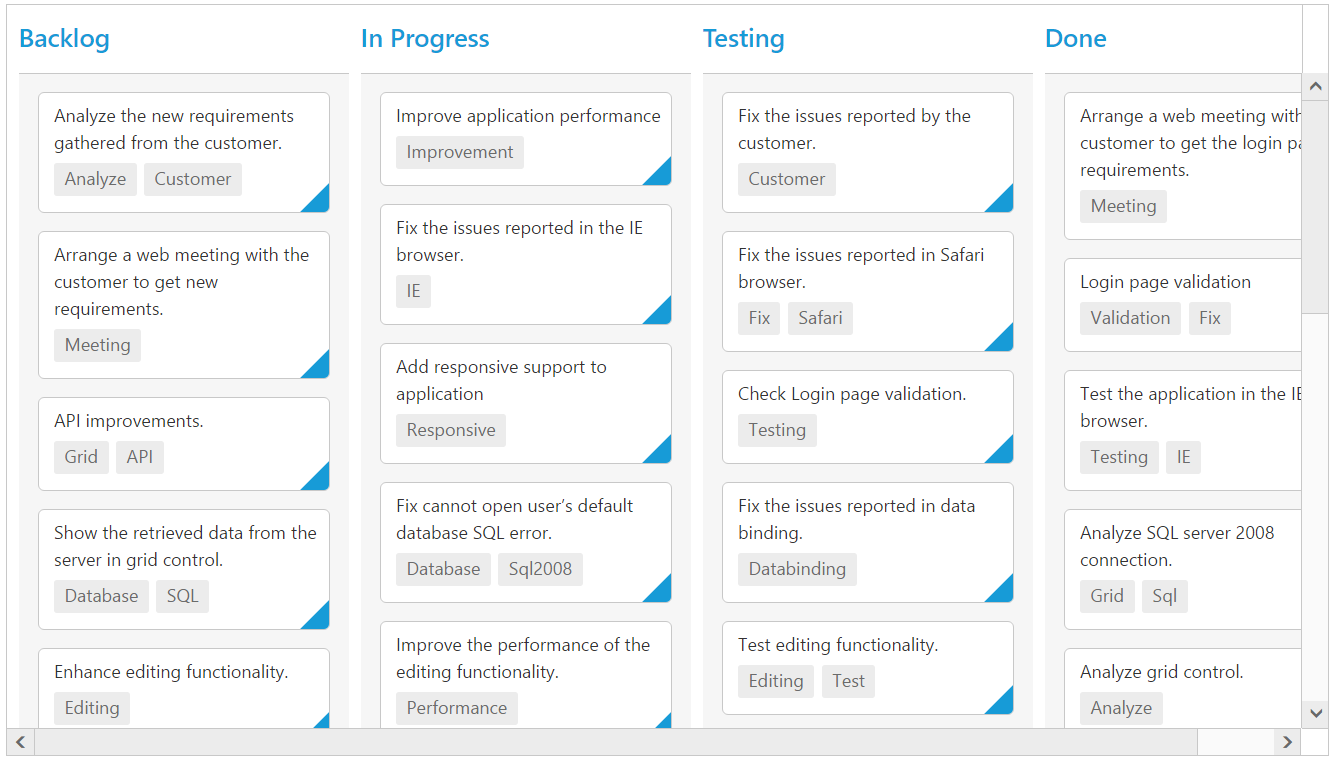 Backlog
In Progress
Testing
Done
Analyze the new requirements
gathered from the customer.
Analyze Customer
Arrange a web meeting with the
customer to get new
requirements.
Meeting
API improvements.
Grid API
Show the retrieved data from the
server in grid control.
Database SQL
Enhance editing functionality.
Editing
Improve application performance
Improvement
Fix the issues reported in the IE
browser.
IE
Add responsive support to
application
Responsive
Fix cannot open user’s default
database SQL error.
Database Sql2008
Improve the performance of the
editing functionality.
Performance
Fix the issues reported by the
customer.
Customer
Fix the issues reported in Safari
browser.
Fix Safari
Check Login page validation.
Testing
Fix the issues reported in data
binding.
Databinding
Test editing functionality.
Editing Test
Arrange a web meeting with
customer to get the login
requirements.
Meeting
Login page validation
Validation Fix
Test the application in the IE
browser.
Testing IE
Analyze SQL server 2008
connection.
Grid Sql
Analyze grid control.
Analyze